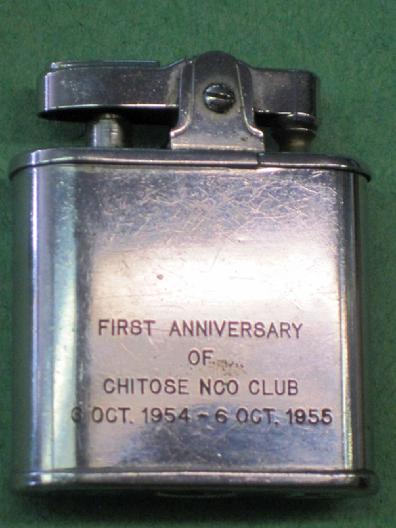 FIRST ANNIVERSARY
OF
CHITOSE NCO CLUB
6 OCT. 1954 - 6 OCT. 1955